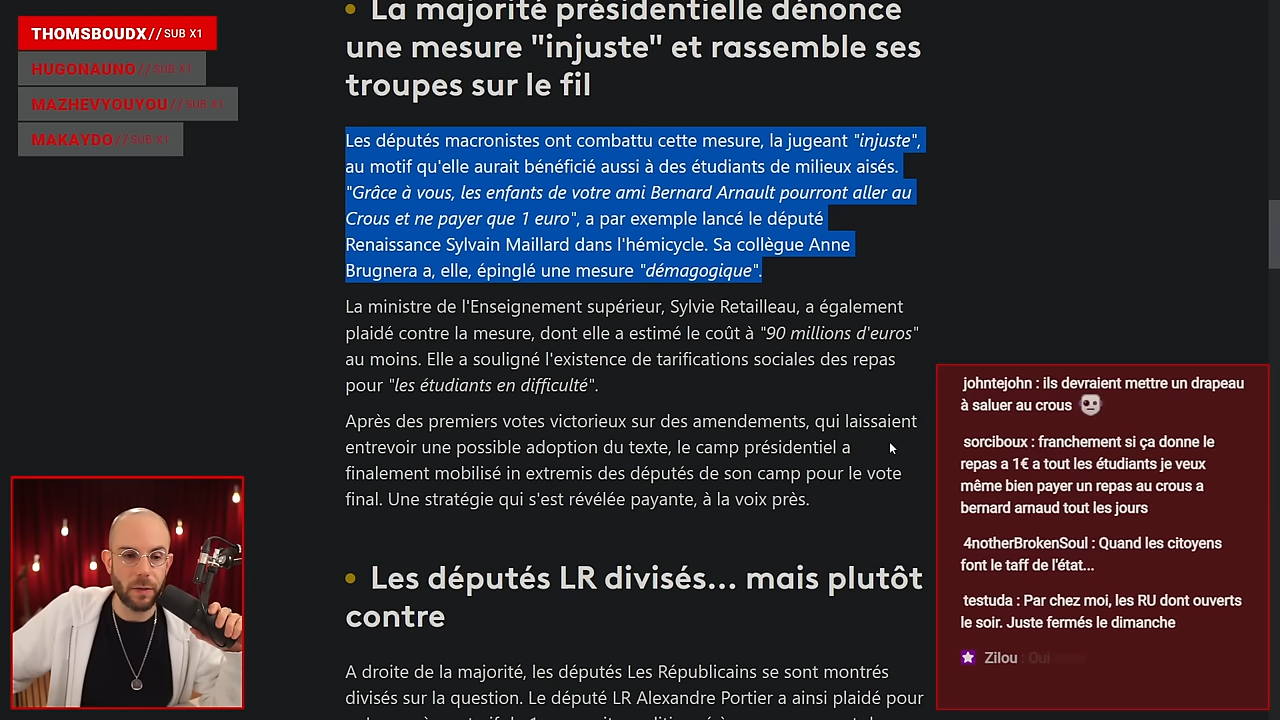 THOMSBOUDX // SUB X1
HUGONAUNO // SUB X1
MAZHEVYOUYOU // SUB X1
MAKAYDO // SUB X1
• La majorité présidentielle dénonce
une mesure "injuste" et rassemble ses
troupes sur le fil
Les députés macronistes ont combattu cette mesure, la jugeant "injuste",
au motif qu'elle aurait bénéficié aussi à des étudiants de milieux aisés.
"Grâce à vous, les enfants de votre ami Bernard Arnault pourront aller au
Crous et ne payer que 1 euro", a par exemple lancé le député
Renaissance Sylvain Maillard dans l'hémicycle. Sa collègue Anne
Brugnera a, elle, épinglé une mesure "démagogique".
La ministre de l'Enseignement supérieur, Sylvie Retailleau, a également
plaidé contre la mesure, dont elle a estimé le coût à "90 millions d'euros"
au moins. Elle a souligné l'existence de tarifications sociales des repas
pour "les étudiants en difficulté".
Après des premiers votes victorieux sur des amendements, qui laissaient
entrevoir une possible adoption du texte, le camp présidentiel a
finalement mobilisé in extremis des députés de son camp pour le vote
final. Une stratégie qui s'est révélée payante, à la voix près.
• Les députés LR divisés... mais plutôt
contre
A droite de la majorité, les députés Les Républicains se sont montrés
divisés sur la question. Le député LR Alexandre Portier a ainsi plaidé pour
johntejohn : ils devraient mettre un drapeau
à saluer au crous
sorciboux : franchement si ça donne le
repas a 1€ a tout les étudiants je veux
même bien payer un repas au crous a
bernard arnaud tout les jours
4notherBrokenSoul : Quand les citoyens
font le taff de l'état...
testuda : Par chez moi, les RU dont ouverts
le soir. Juste fermés le dimanche
Zilou : Oui